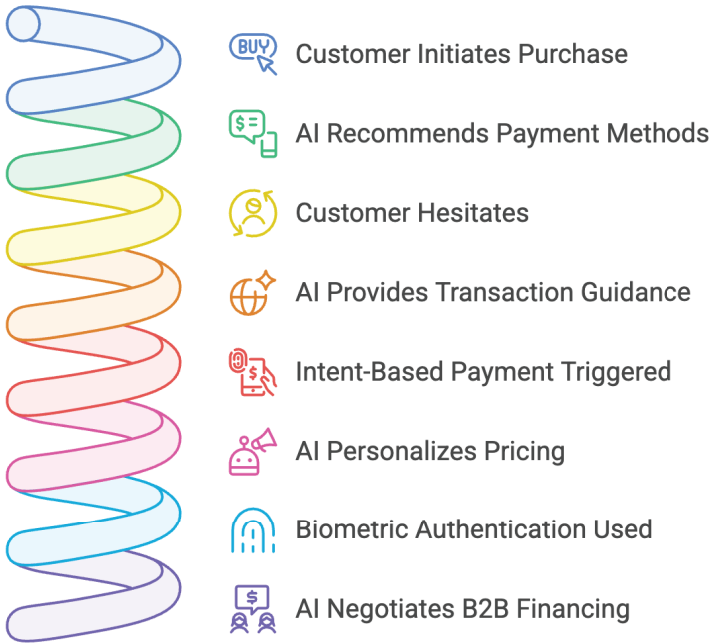 BUY
Customer Initiates Purchase
$
AI Recommends Payment Methods
Customer Hesitates
AI Provides Transaction Guidance
$
Intent-Based Payment Triggered
AI Personalizes Pricing
Biometric Authentication Used
$
AI Negotiates B2B Financing